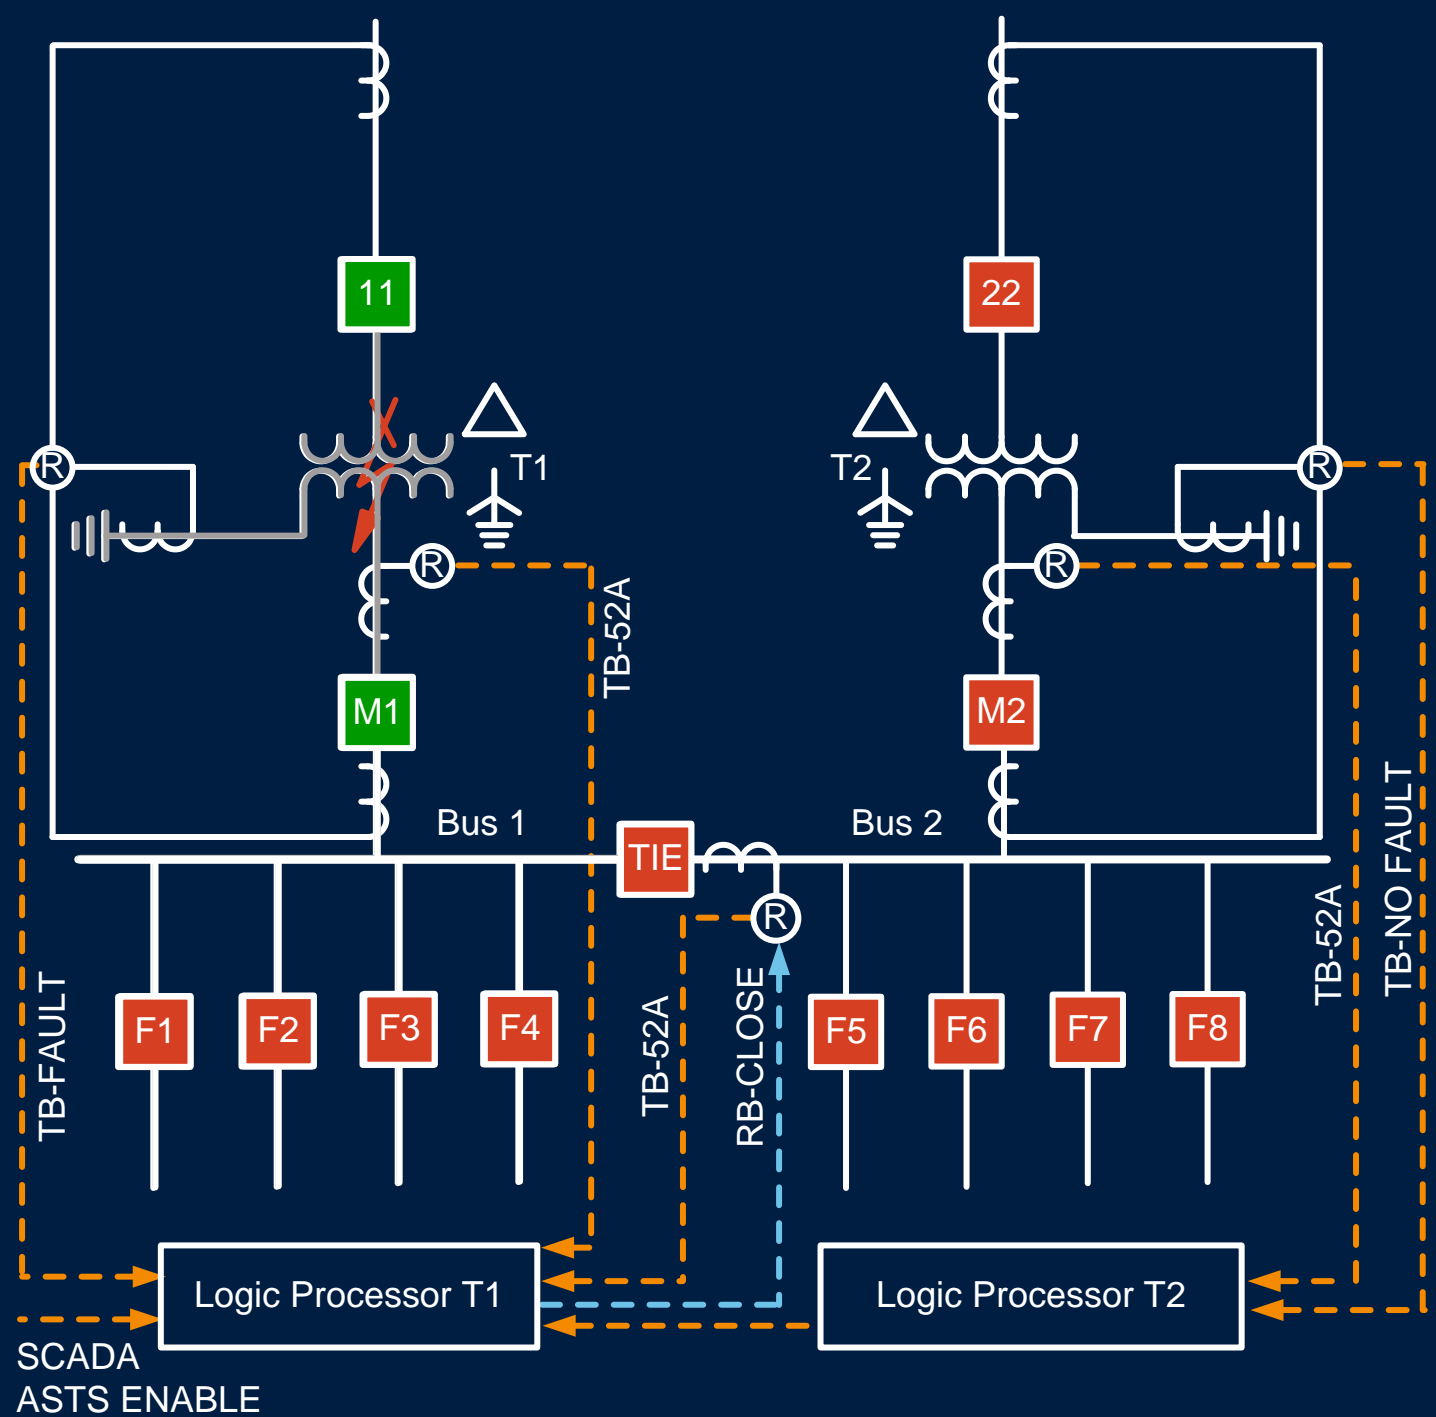 11
22
T1
T2
R
R
R
R
TB-52A
M1
M2
Bus 1
Bus 2
TIE
R
TB-FAULT
TB-52A
RB-CLOSE
TB-52A
TB-NO FAULT
F1
F2
F3
F4
F5
F6
F7
F8
Logic Processor T1
Logic Processor T2
SCADA
ASTS ENABLE